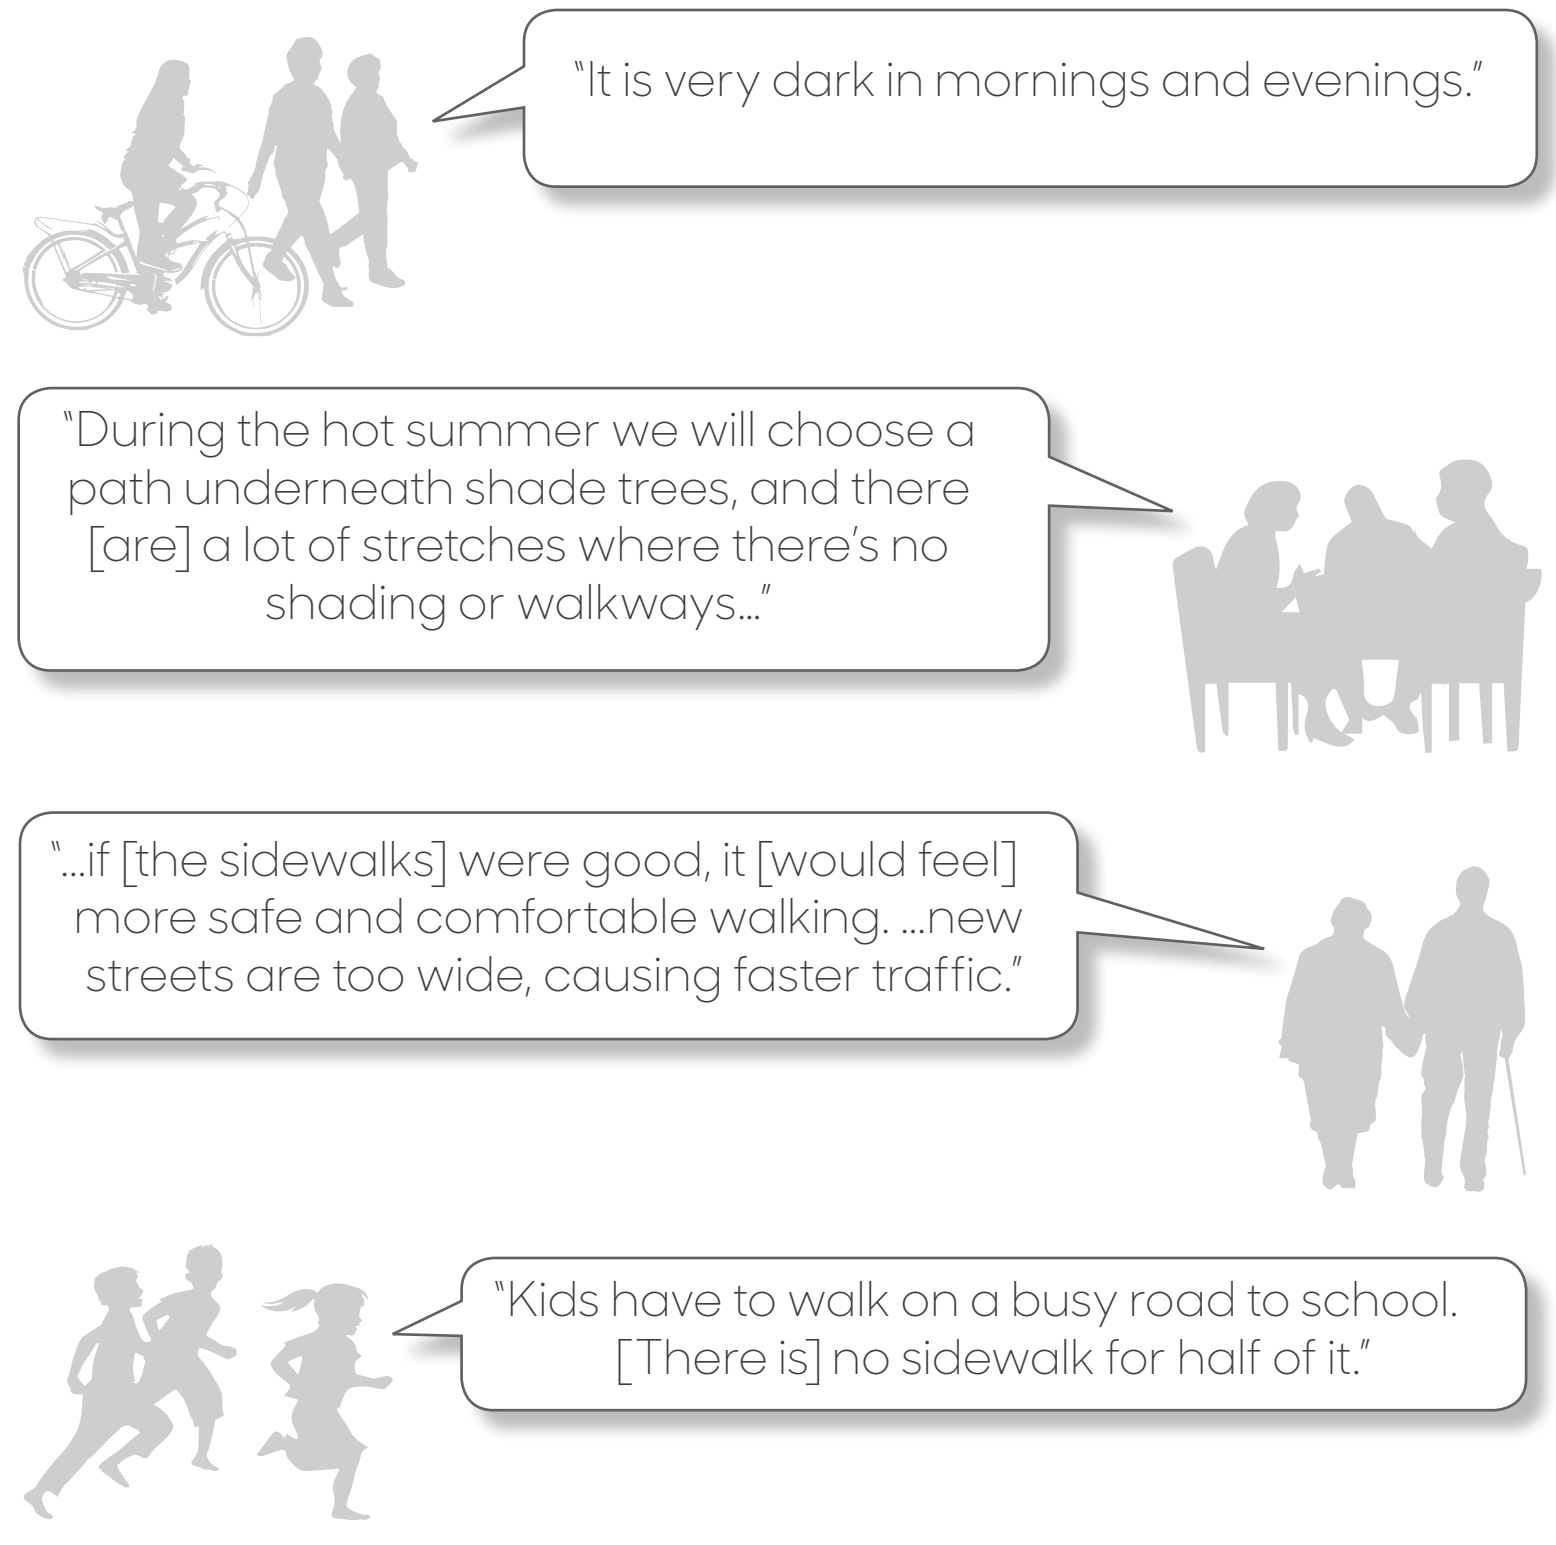 “It is very dark in mornings and evenings.”
“During the hot summer we will choose a
path underneath shade trees, and there
[are] a lot of stretches where there’s no
shading or walkways...”
“...if [the sidewalks] were good, it [would feel]
more safe and comfortable walking. ...new
streets are too wide, causing faster traffic.”
“Kids have to walk on a busy road to school.
[There is] no sidewalk for half of it.”